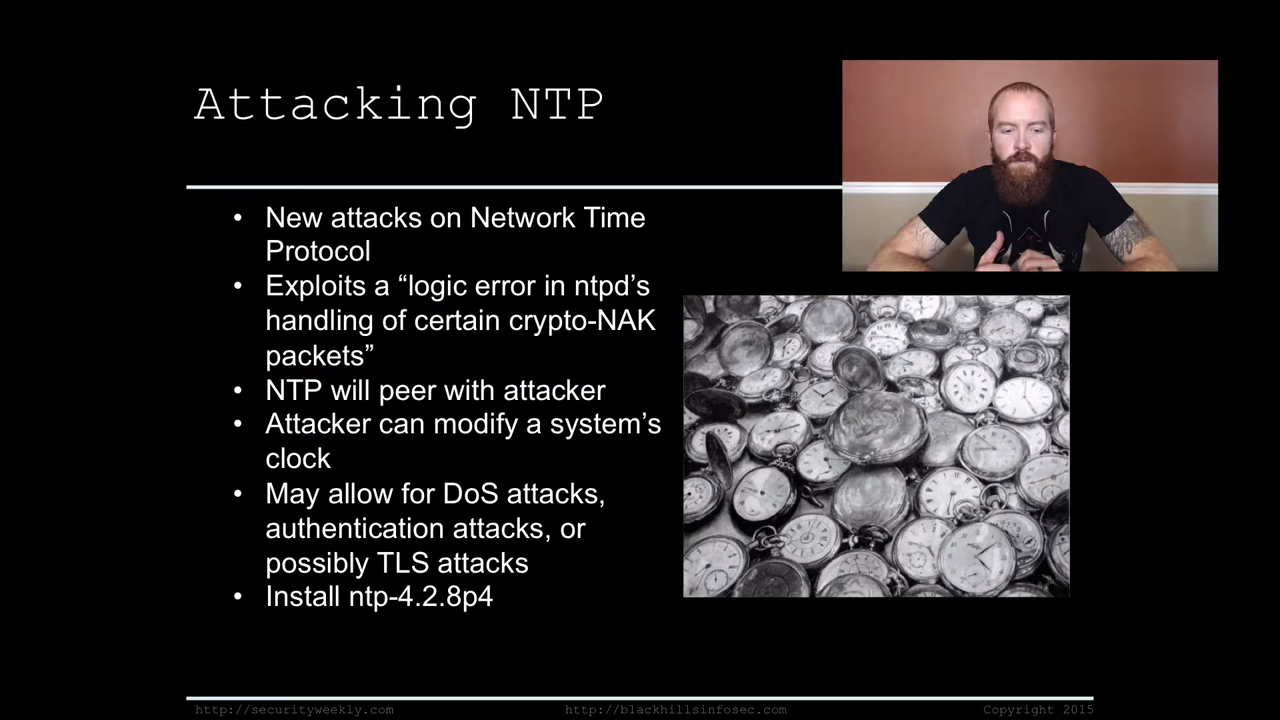 Attacking NTP
• New attacks on Network Time
Protocol
• Exploits a “logic error in ntpd’s
handling of certain crypto-NAK
packets”
• NTP will peer with attacker
• Attacker can modify a system’s
clock
• May allow for DoS attacks,
authentication attacks, or
possibly TLS attacks
• Install ntp-4.2.8p4
http://securityweekly.com
http://blackhillsinfosec.com
Copyright 2015